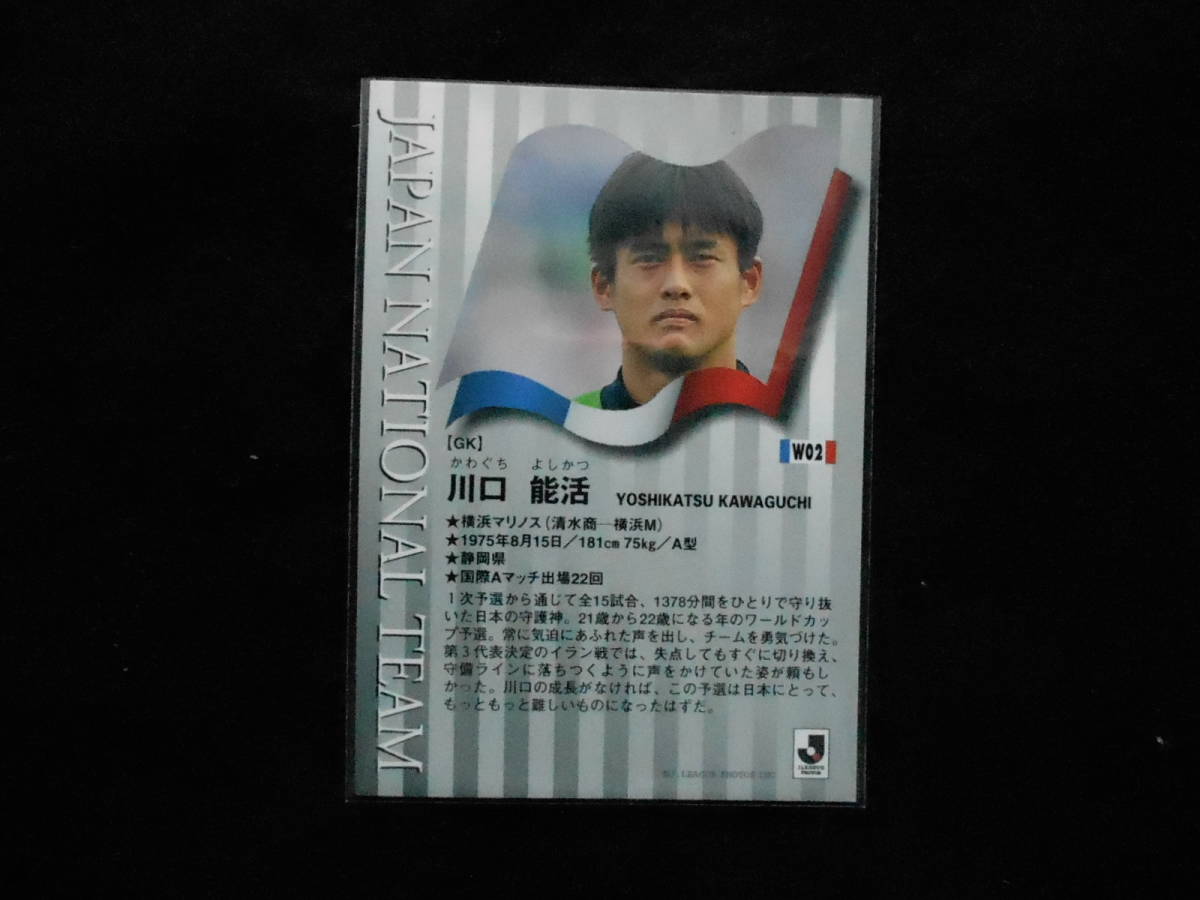 JAPAN NATIONAL TEAM
【GK】
W02
かわぐち よしかつ
川口 能活 YOSHIKATSU KAWAGUCHI
★横浜マリノス(清水商―横浜M)
★1975年8月15日／181cm 75kg／A型
★静岡県
★国際Aマッチ出場22回
1次予選から通じて全15試合、1378分間をひとりで守り抜
いた日本の守護神。21歳から22歳になる年のワールドカッ
プ予選。常に気迫にあふれた声を出し、チームを勇気づけた。
第3代表決定のイラン戦では、失点してもすぐに切り換え、
守備ラインに落ちつくように声をかけていた姿が頼もし
かった。川口の成長がなければ、この予選は日本にとって、
もっともっと難しいものになったはずだ。
J.LEAGUE PHOTOS
J.LEAGUE
PHOTOS